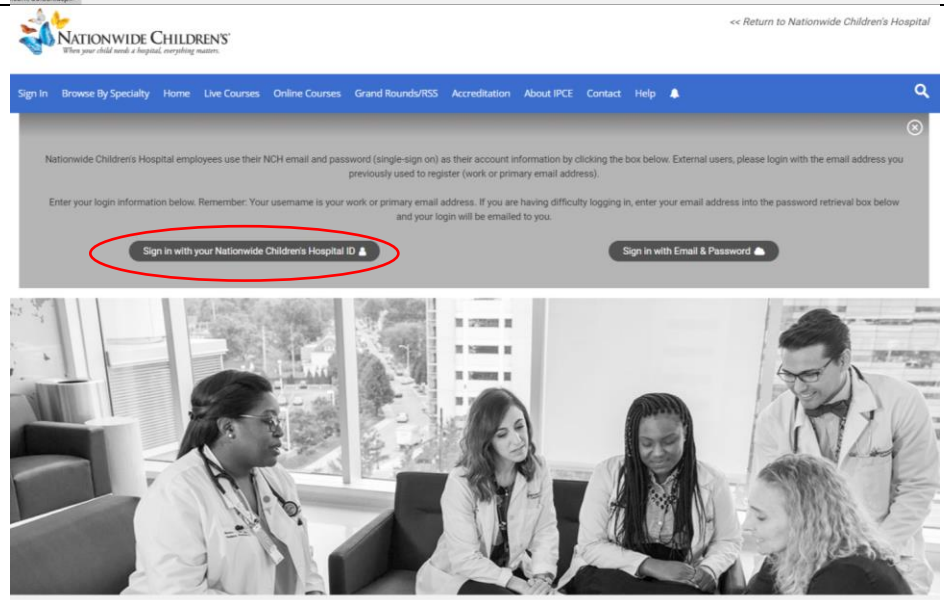 << Return to Nationwide Children's Hospital
NATIONWIDE CHILDREN'S
When your child needs a hospital, everything matters.
Sign In Browse By Specialty Home Live Courses Online Courses Grand Rounds/RSS Accreditation About IPCE Contact Help
Nationwide Children's Hospital employees use their NCH email and password (single-sign on) as their account information by clicking the box below. External users, please login with the email address you
previously used to register (work or primary email address).
Enter your login information below. Remember: Your username is your work or primary email address. If you are having difficulty logging in, enter your email address into the password retrieval box below
and your login will be emailed to you.
Sign in with your Nationwide Children's Hospital ID
Sign in with Email & Password